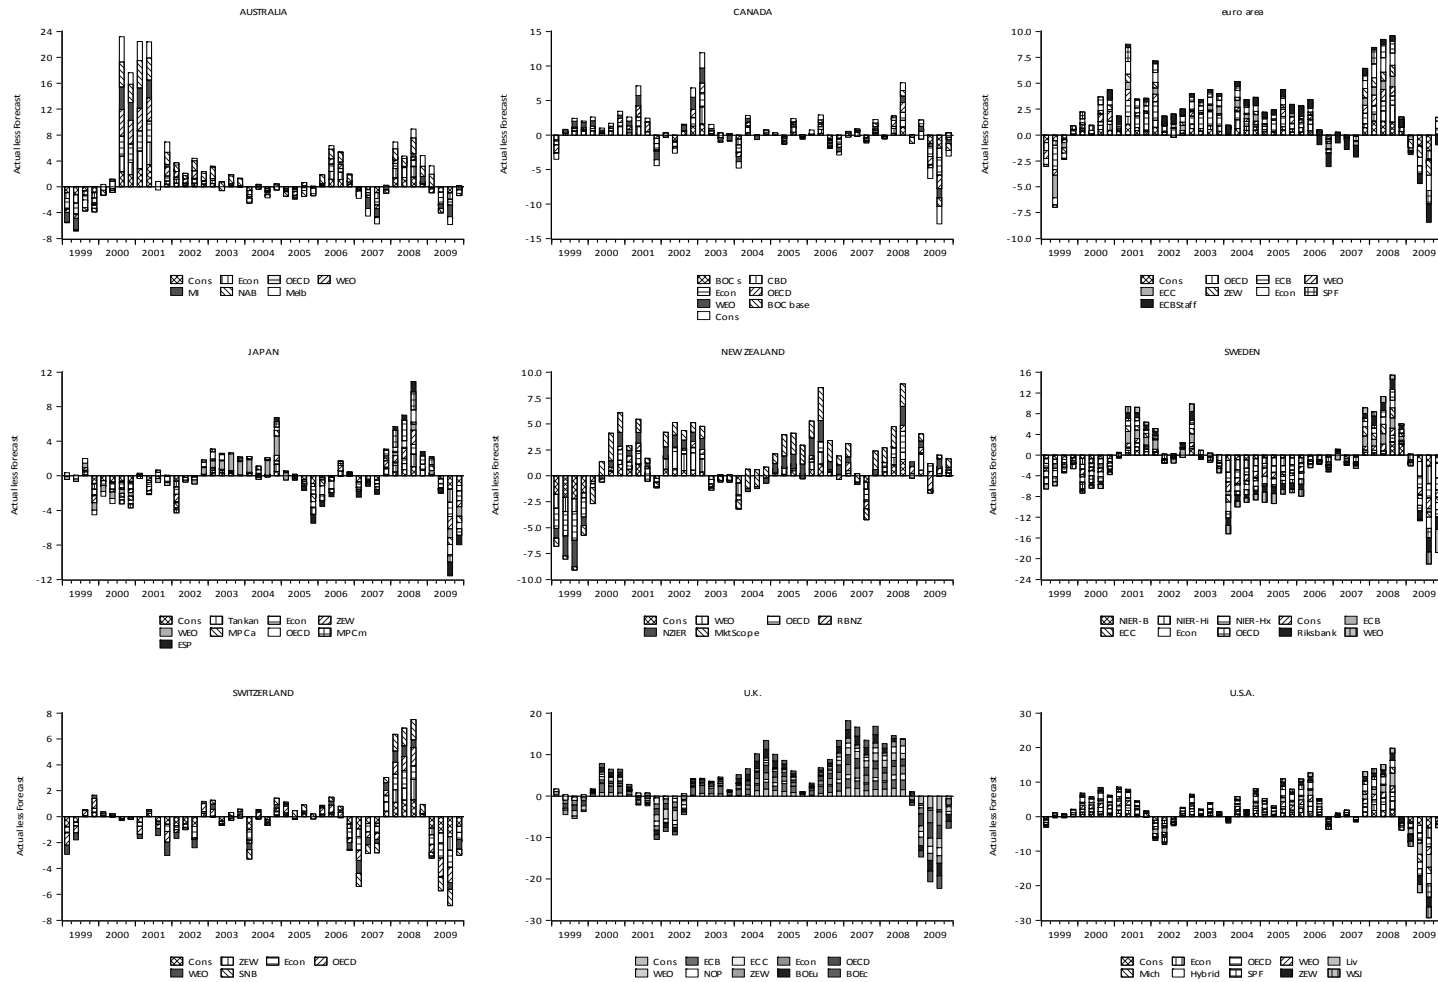 AUSTRALIA
Actual less Forecast
24
20
16
12
8
4
0
-4
-8
1999 2000 2001 2002 2003 2004 2005 2006 2007 2008 2009
Cons Econ OECD WEO
MI NAB Melb
CANADA
Actual less Forecast
15
10
5
0
-5
-10
-15
1999 2000 2001 2002 2003 2004 2005 2006 2007 2008 2009
BOC s CBD
Econ OECD
WEO BOC base
Cons
euro area
Actual less Forecast
10.0
7.5
5.0
2.5
0.0
-2.5
-5.0
-7.5
-10.0
1999 2000 2001 2002 2003 2004 2005 2006 2007 2008 2009
Cons OECD ECB WEO
ECC ZEW Econ SPF
ECBStaff
JAPAN
Actual less Forecast
12
8
4
0
-4
-8
-12
1999 2000 2001 2002 2003 2004 2005 2006 2007 2008 2009
Cons Tankan Econ ZEW
WEO MPCa OECD MPCm
ESP
NEW ZEALAND
Actual less Forecast
10.0
7.5
5.0
2.5
0.0
-2.5
-5.0
-7.5
-10.0
1999 2000 2001 2002 2003 2004 2005 2006 2007 2008 2009
Cons WEO OECD RBNZ
NZIER MktScope
SWEDEN
Actual less Forecast
16
12
8
4
0
-4
-8
-12
-16
-20
-24
1999 2000 2001 2002 2003 2004 2005 2006 2007 2008 2009
NIER-B NIER-Hi NIER-Hx Cons ECB
ECC Econ OECD Riksbank WEO
SWITZERLAND
Actual less Forecast
8
6
4
2
0
-2
-4
-6
-8
1999 2000 2001 2002 2003 2004 2005 2006 2007 2008 2009
Cons ZEW Econ OECD
WEO SNB
U.K.
Actual less Forecast
20
10
0
-10
-20
-30
1999 2000 2001 2002 2003 2004 2005 2006 2007 2008 2009
Cons ECB ECC Econ OECD
WEO NOP ZEW BOEu BOEc
U.S.A.
Actual less Forecast
30
20
10
0
-10
-20
-30
1999 2000 2001 2002 2003 2004 2005 2006 2007 2008 2009
Cons Econ OECD WEO Liv
Mich Hybrid SPF ZEW WSJ